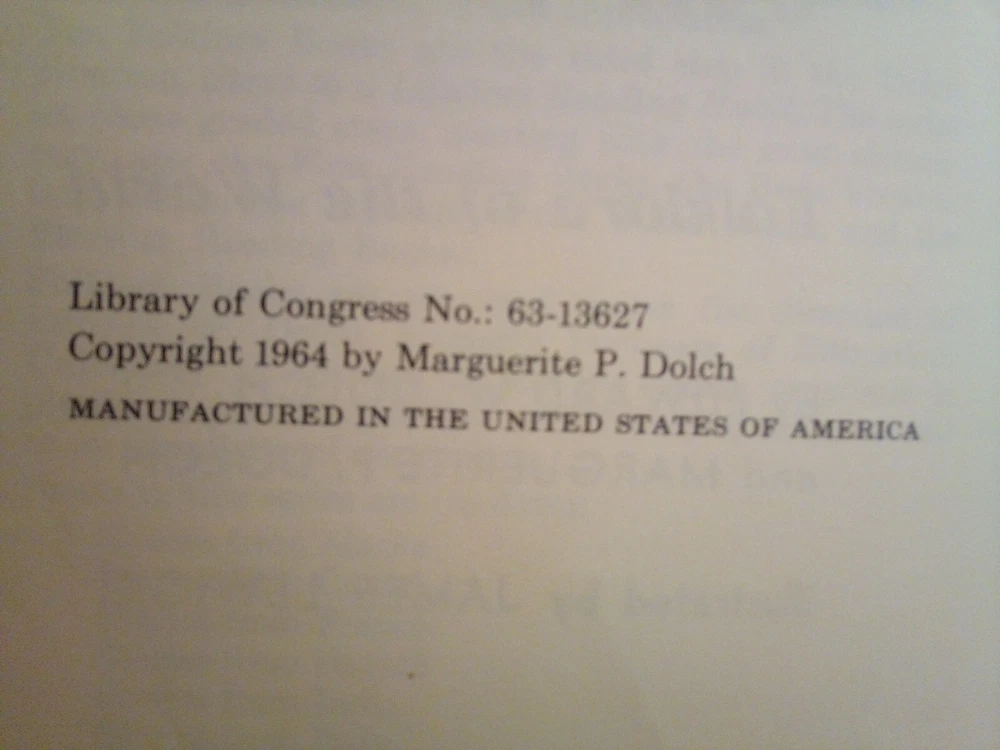 Library of Congress No.: 63-13627
Copyright 1964 by Marguerite P. Dolch
MANUFACTURED IN THE UNITED STATES OF AMERICA